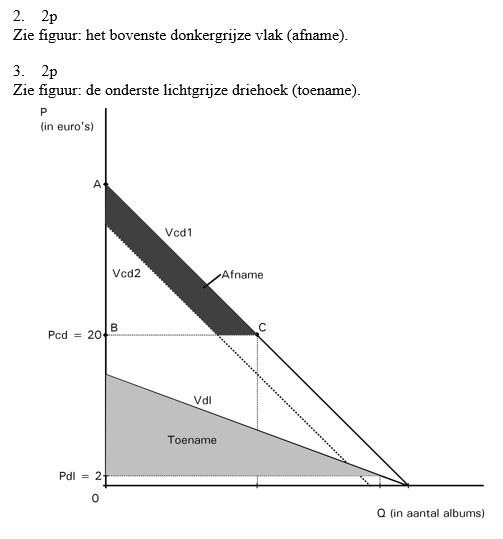 2. 2p
Zie figuur: het bovenste donkergrijze vlak (afname).
3. 2p
Zie figuur: de onderste lichtgrijze driehoek (toename).
P
(in euro's)
A
Vcd1
Vcd2
Afname
B
C
Pcd = 20
Vdl
Toename
Pdl = 2
0
Q (in aantal albums)